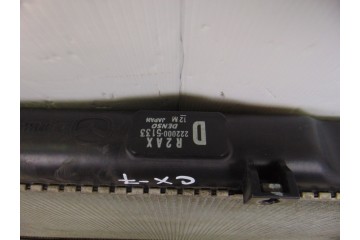 D
R2AX
222000-5133
DENSO
12M JAPAN
CX-7